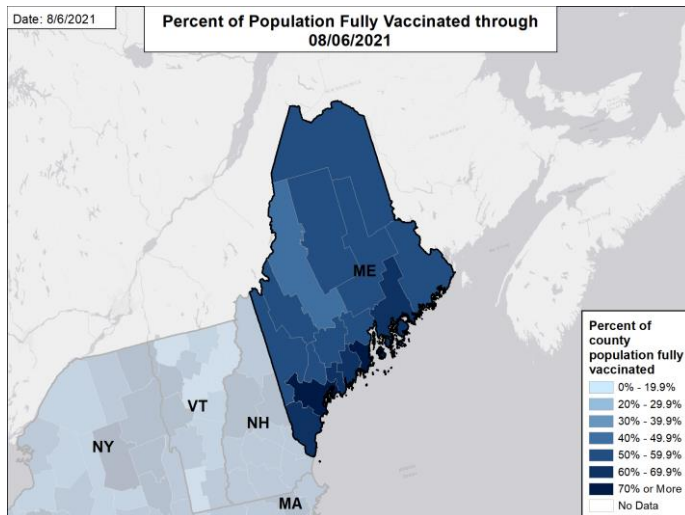 Date: 8/6/2021
Percent of Population Fully Vaccinated through
08/06/2021
ME
VT
NH
NY
MA
Percent of
county
population fully
vaccinated
0% - 19.9%
20% - 29.9%
30% - 39.9%
40% - 49.9%
50% - 59.9%
60% - 69.9%
70% or More
No Data